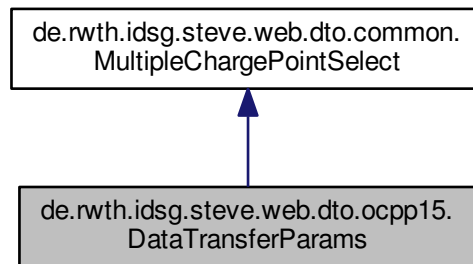 de.rwth.idsg.steve.web.dto.common.
MultipleChargePointSelect
de.rwth.idsg.steve.web.dto.ocpp15.
DataTransferParams